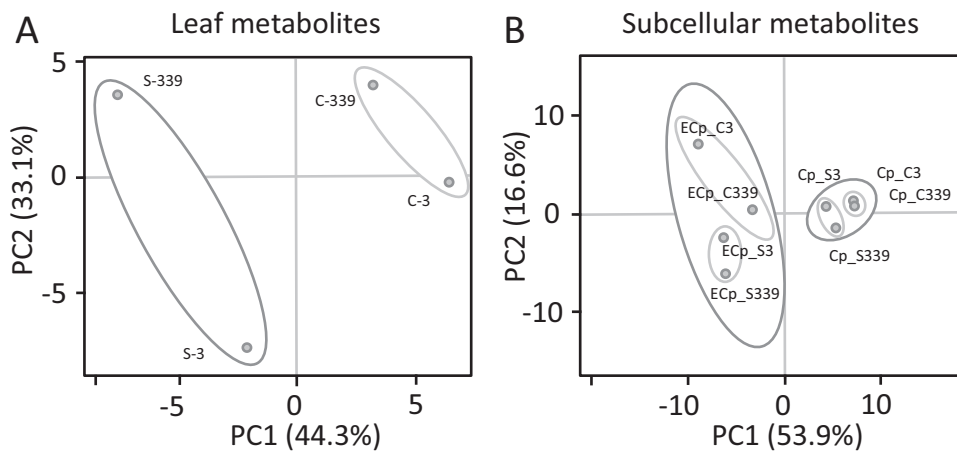 A
Leaf metabolites
5
0
-5
PC2 (33.1%)
S-339
C-339
C-3
S-3
-5
0
5
PC1 (44.3%)
B
Subcellular metabolites
10
0
-10
PC2 (16.6%)
ECp_C3
ECp_C339
ECp_S3
ECp_S339
Cp_S3
Cp_C3
Cp_C339
Cp_S339
-10
0
10
PC1 (53.9%)